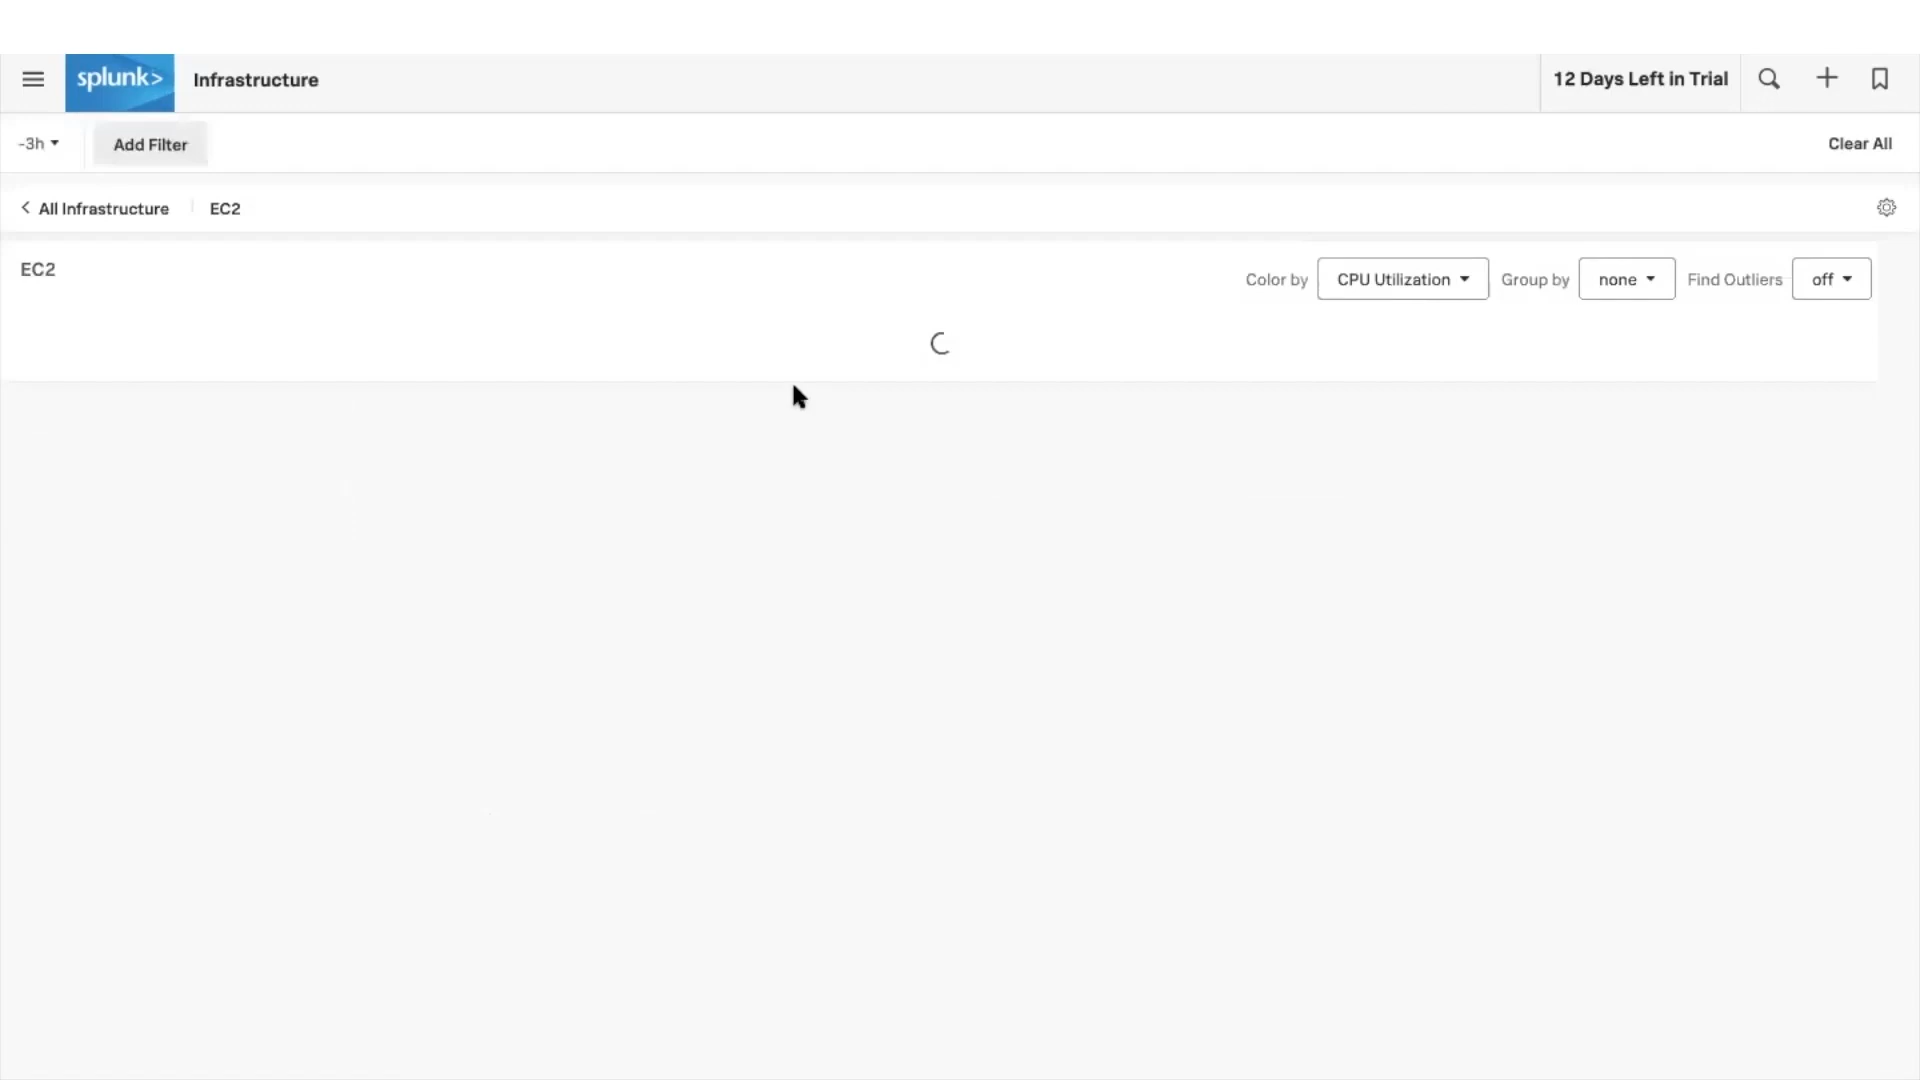 splunk> Infrastructure 12 Days Left in Trial
-3h Add Filter Clear All
All Infrastructure EC2
EC2 Color by CPU Utilization Group by none Find Outliers off